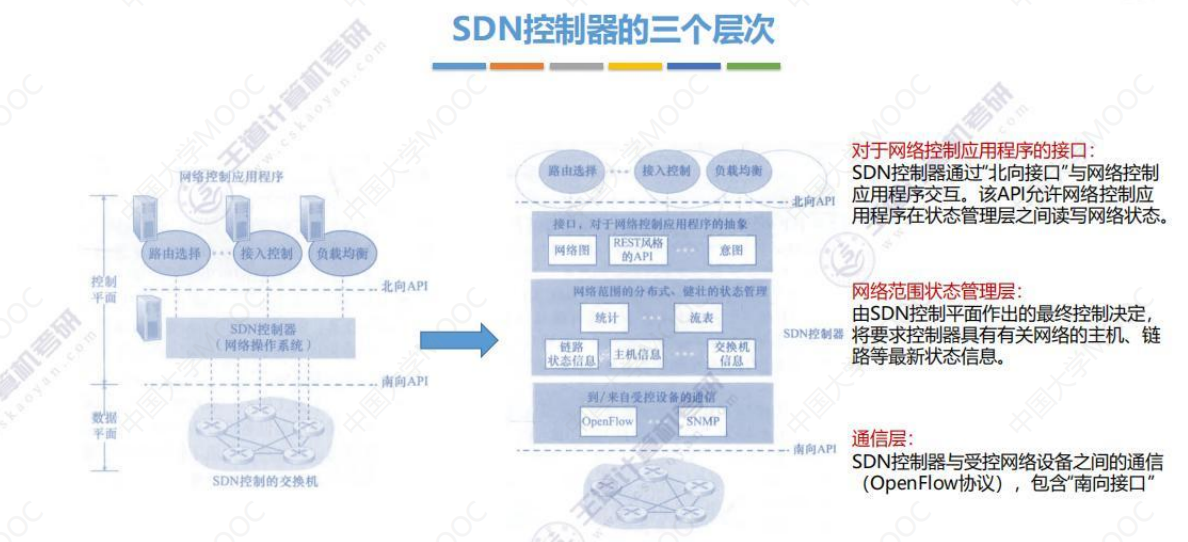 SDN控制器的三个层次
网络控制应用程序
路由选择 ··· 接入控制 负载均衡
控制
平面
北向API
SDN控制器
(网络操作系统)
南向API
数据
平面
SDN控制的交换机
路由选择 ··· 接入控制 负载均衡
北向API
接口,对于网络控制应用程序的抽象
网络图
REST风格
的API
···
意图
网络范围的分布式、健壮的状态管理
统计 ··· 流表
SDN控制器
链路
状态信息
主机信息
···
交换机
信息
到/来自受控设备的通信
OpenFlow ··· SNMP
南向API
对于网络控制应用程序的接口:
SDN控制器通过“北向接口”与网络控制
应用程序交互。该API允许网络控制应
用程序在状态管理层之间读写网络状态。
网络范围状态管理层:
由SDN控制平面作出的最终控制决定,
将要求控制器具有有关网络的主机、链
路等最新状态信息。
通信层:
SDN控制器与受控网络设备之间的通信
(OpenFlow协议),包含“南向接口”
王道计算机考研
www.cskaoyan.com
中国大学MOOC